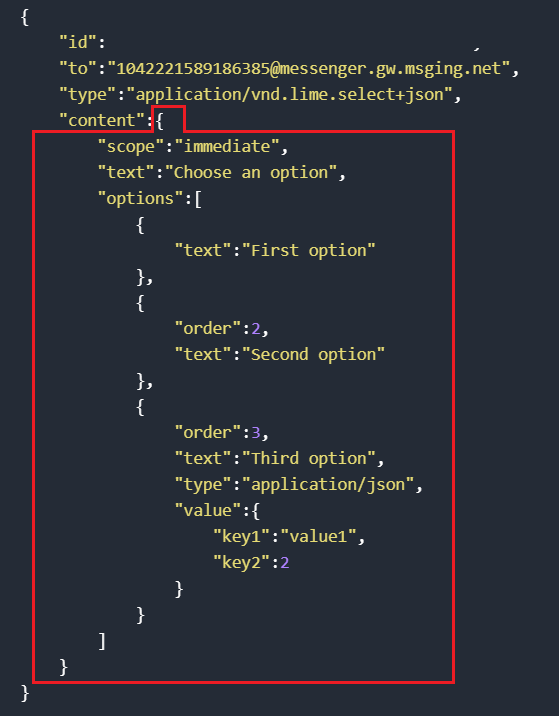 {
"id":
"to":"1042221589186385@messenger.gw.msging.net",
"type":"application/vnd.lime.select+json",
"content":{
"scope":"immediate",
"text":"Choose an option",
"options":[
{
"text":"First option"
},
{
"order":2,
"text":"Second option"
},
{
"order":3,
"text":"Third option",
"type":"application/json",
"value":{
"key1":"value1",
"key2":2
}
}
]
}
}